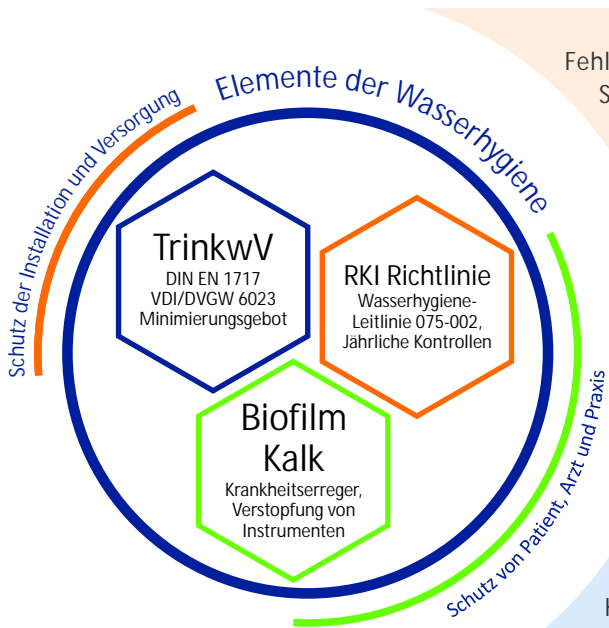 Elemente der Wasserhygiene
Schutz der Installation und Versorgung
TrinkwV
DIN EN 1717
VDI/DVGW 6023
Minimierungsgebot
RKI Richtlinie
Wasserhygiene-
Leitlinie 075-002,
Jährliche Kontrollen
Biofilm
Kalk
Krankheitserreger,
Verstopfung von
Instrumenten
Schutz von Patient, Arzt und Praxis